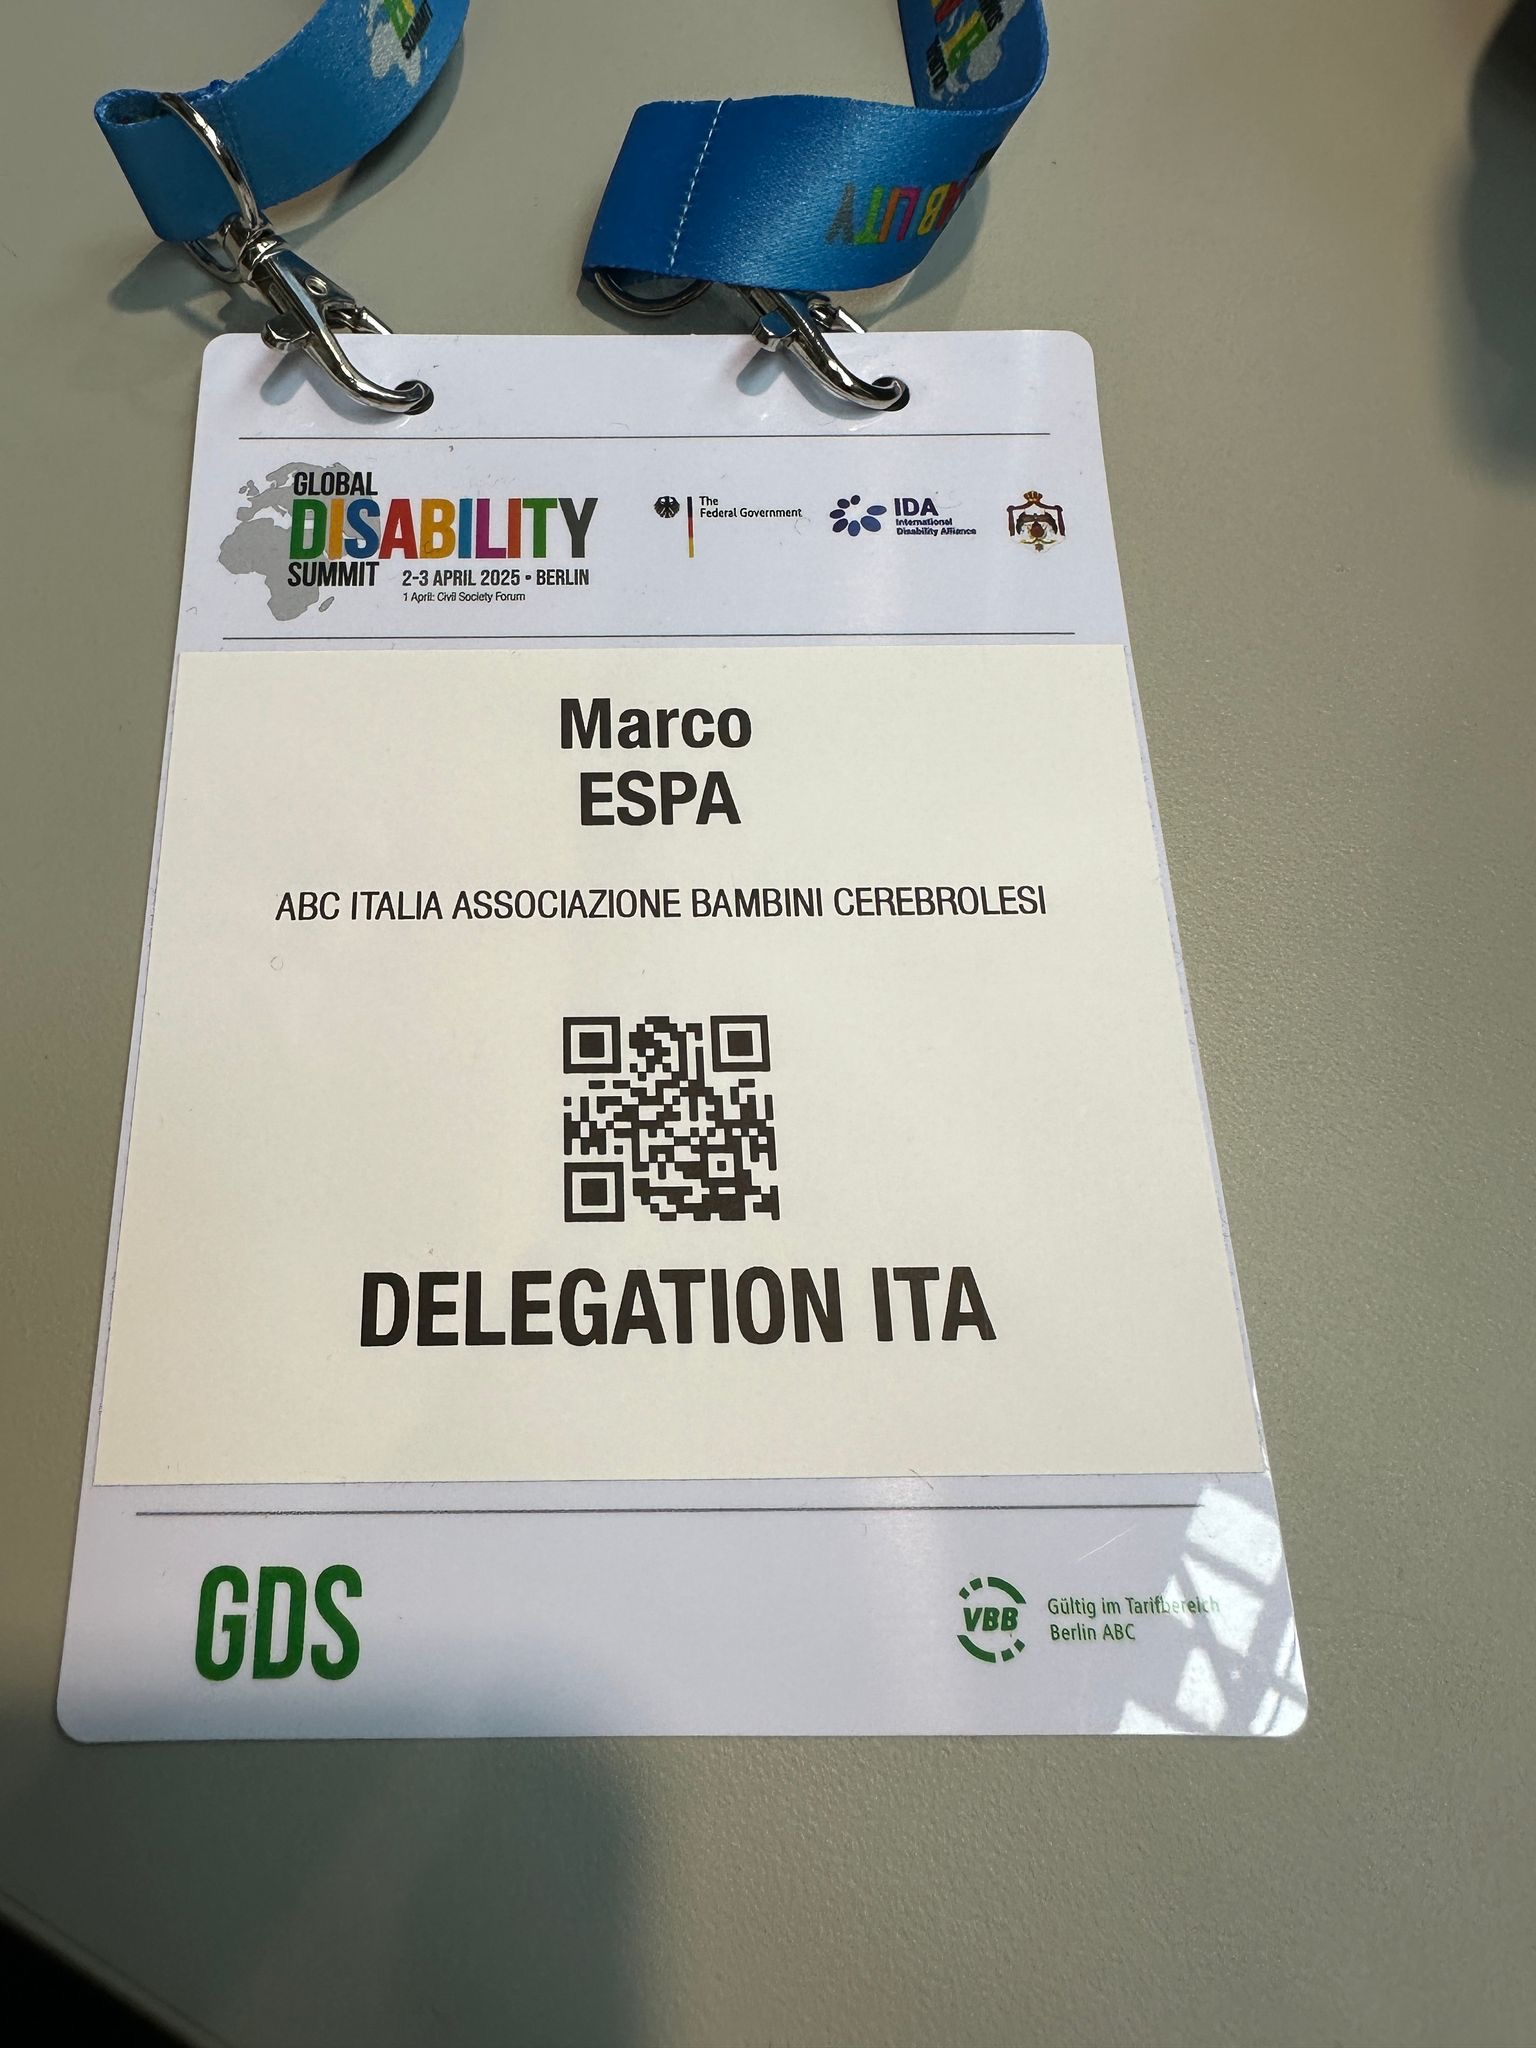 GLOBAL
DISABILITY
SUMMIT 2-3 APRIL 2025 • BERLIN
1 April: Civil Society Forum
The
Federal Government
IDA
International
Disability Alliance
Marco
ESPA
ABC ITALIA ASSOCIAZIONE BAMBINI CEREBROLESI
DELEGATION ITA
GDS
VBB
Gültig im Tarifbereich
Berlin ABC